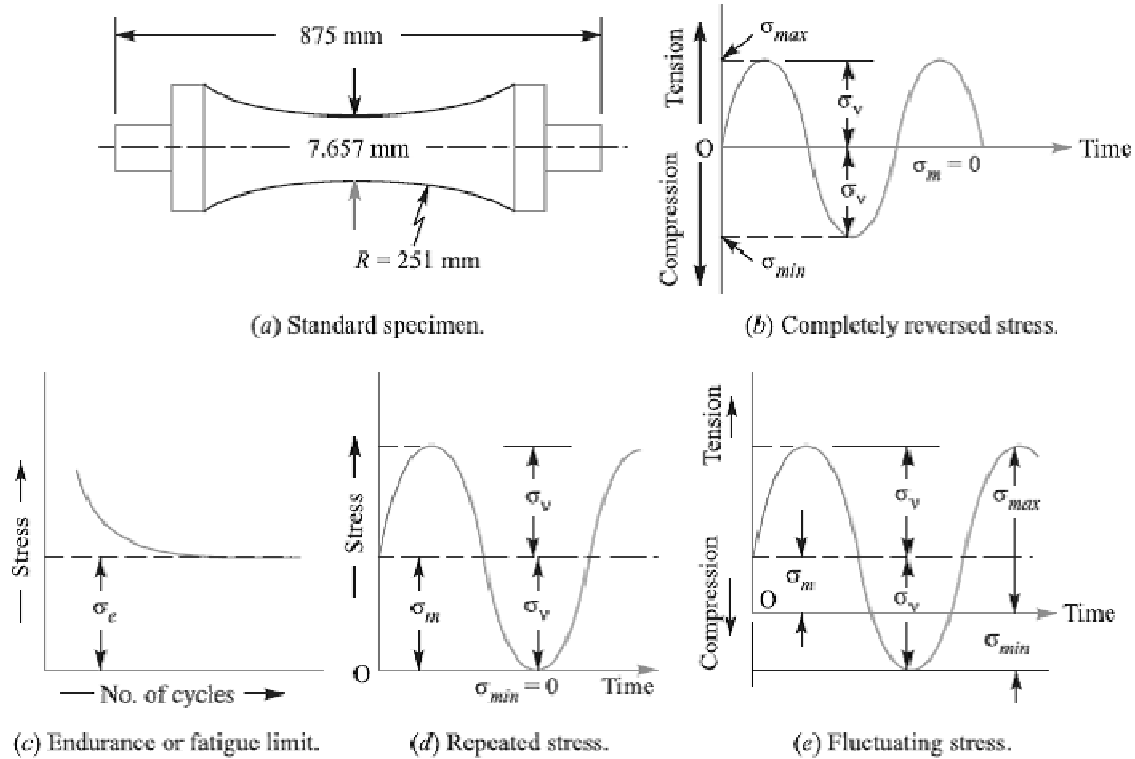 875 mm
7.657 mm
R = 251 mm
(a) Standard specimen.
Tension
Compression
σmax
σv
O
Time
σm = 0
σv
σmin
(b) Completely reversed stress.
Stress
σe
No. of cycles
(c) Endurance or fatigue limit.
Stress
σv
σm
σv
O
σmin = 0
Time
(d) Repeated stress.
Tension
Compression
σv
σmax
σm
σv
O
Time
σmin
(e) Fluctuating stress.